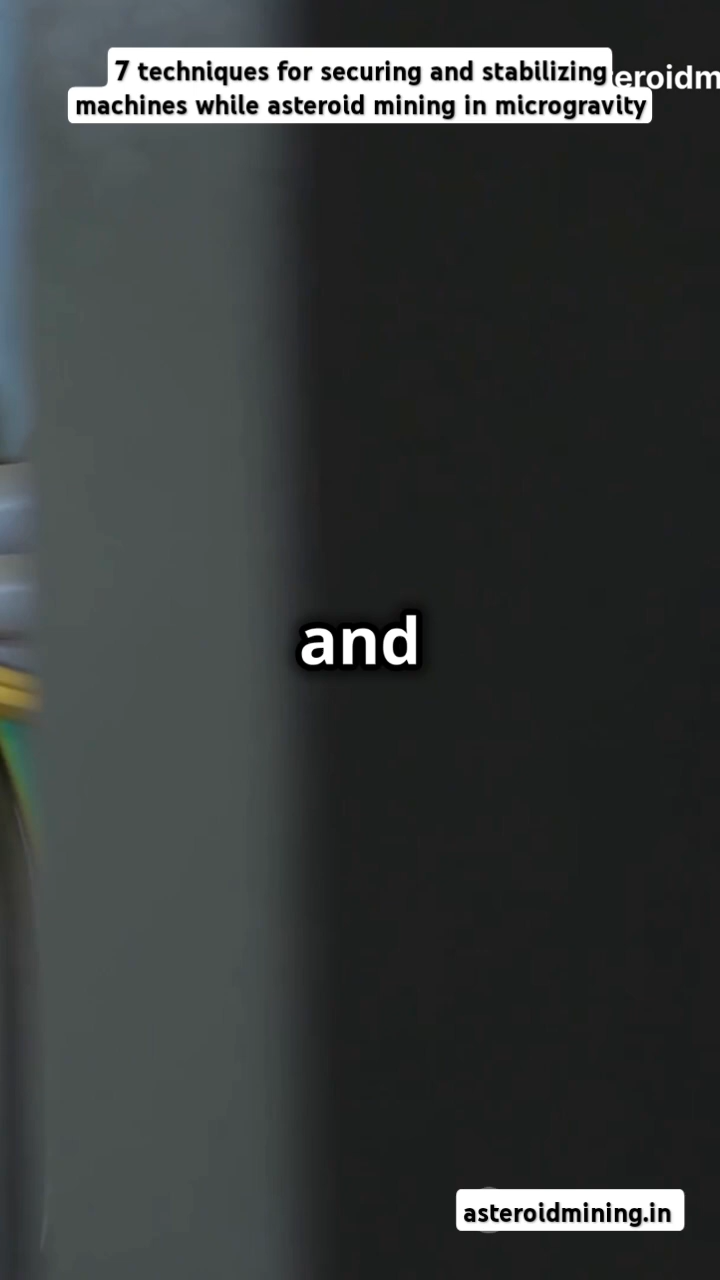 7 techniques for securing and stabilizing
machines while asteroid mining in microgravity
and
asteroidmining.in